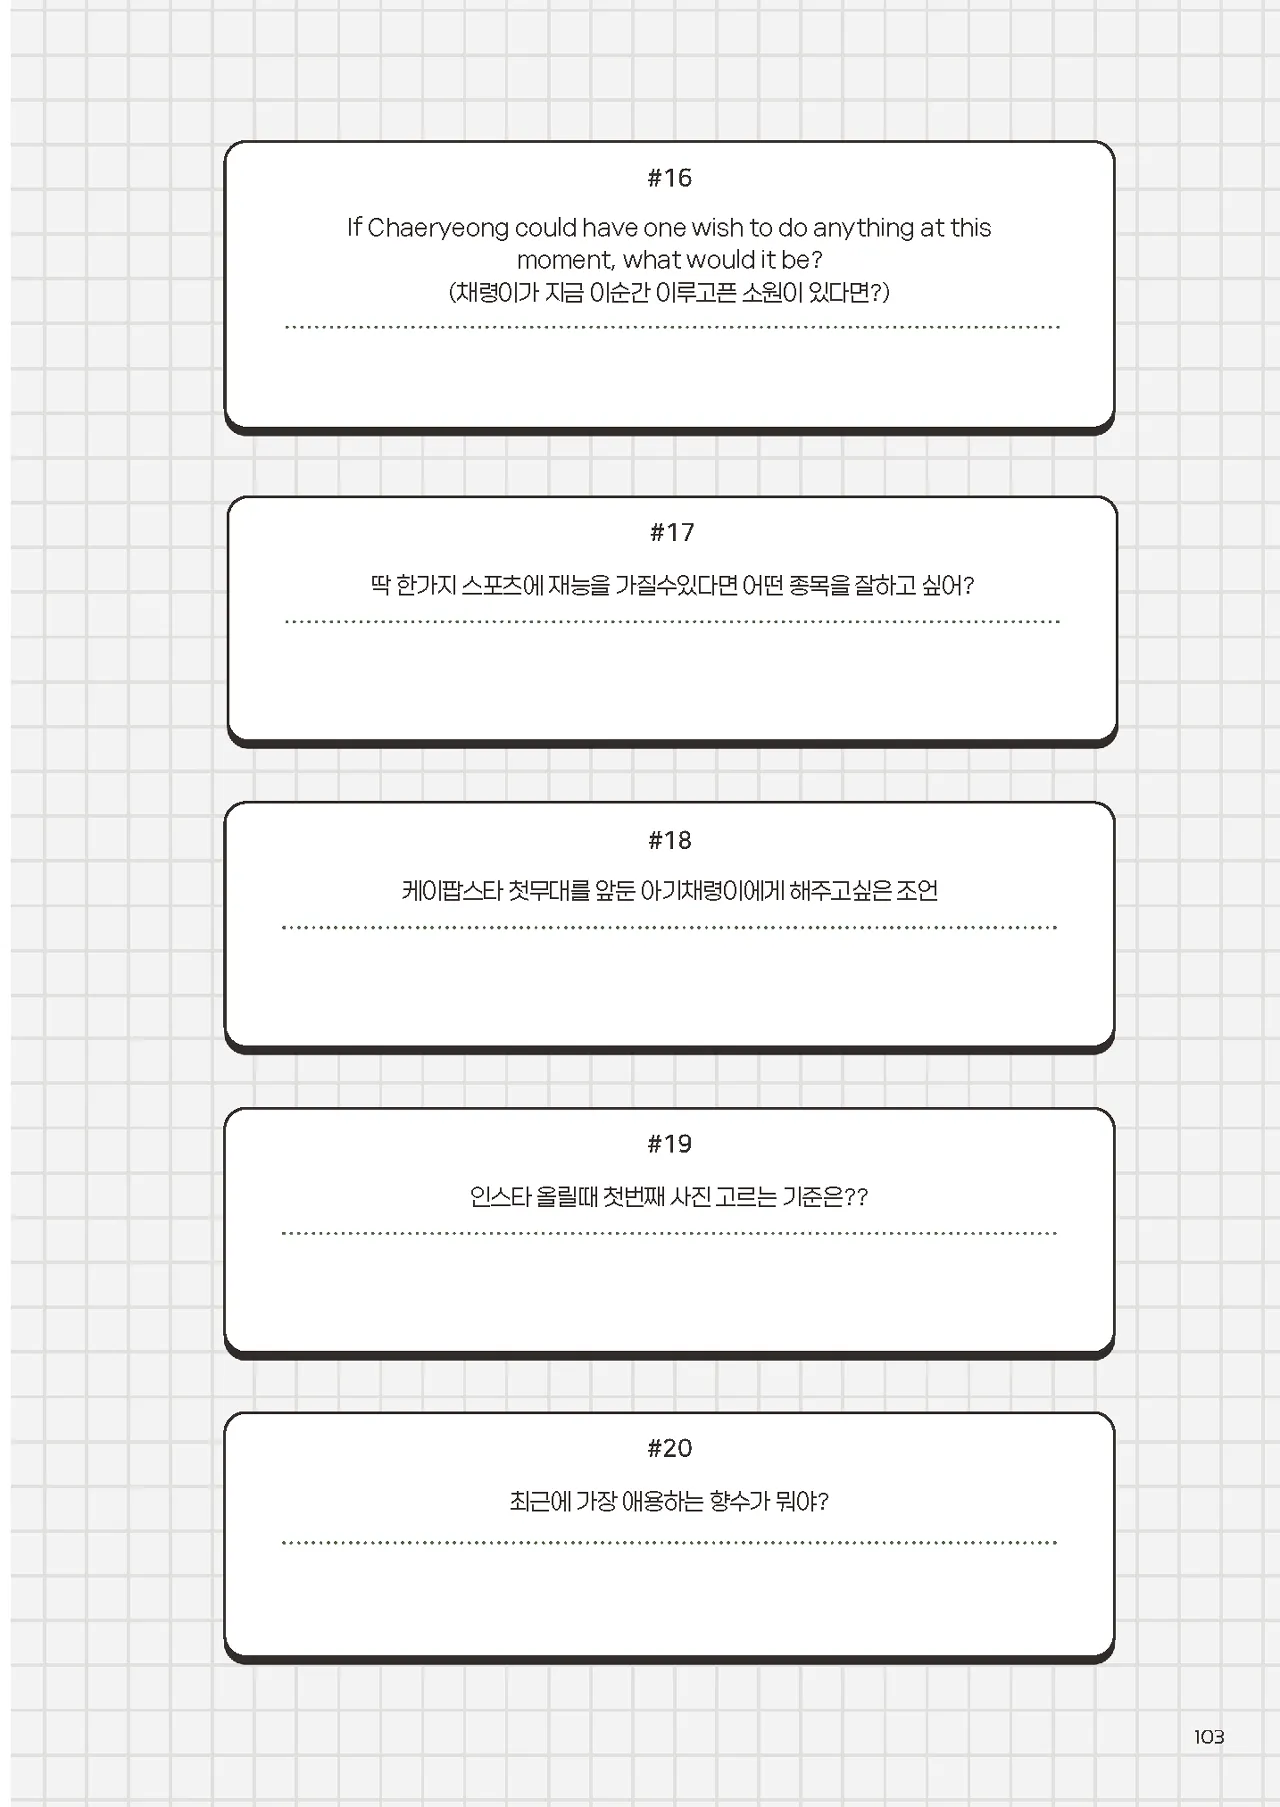 #16
If Chaeryeong could have one wish to do anything at this
moment, what would it be?
(채령이가 지금 이순간 이루고픈 소원이 있다면?)
#17
딱 한가지 스포츠에 재능을 가질수있다면 어떤 종목을 잘하고 싶어?
#18
케이팝스타 첫무대를 앞둔 아기채령이에게 해주고싶은 조언
#19
인스타 올릴때 첫번째 사진 고르는 기준은??
#20
최근에 가장 애용하는 향수가 뭐야?
103